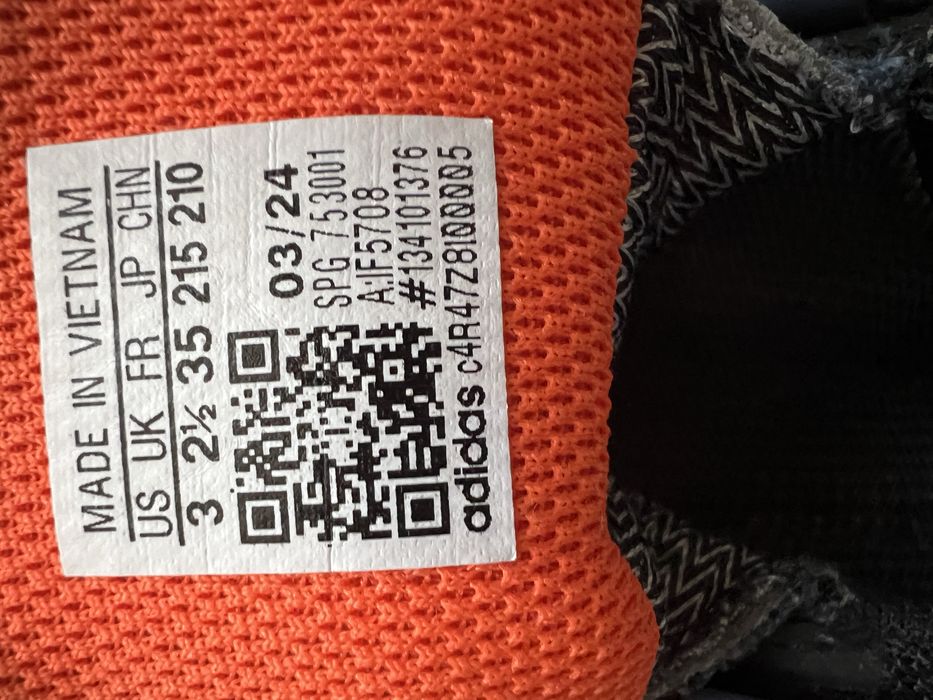 MADE IN VIETNAM
US UK FR JP CHN
3 2½ 35 215 210
03/24
SPG 753001
A:IF5708
#134101376
adidas c4R47Z8I00005